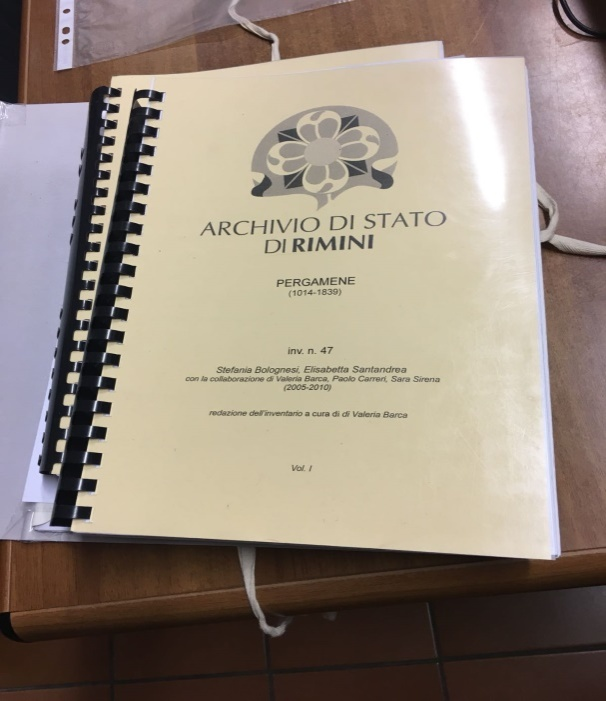 ARCHIVIO DI STATO
DI RIMINI
PERGAMENE
(1014-1839)
inv. n. 47
Stefania Bolognesi, Elisabetta Santandrea
con la collaborazione di Valeria Barca, Paolo Carreri, Sara Sirena
(2005-2010)
redazione dell'inventario a cura di di Valeria Barca
Vol. I